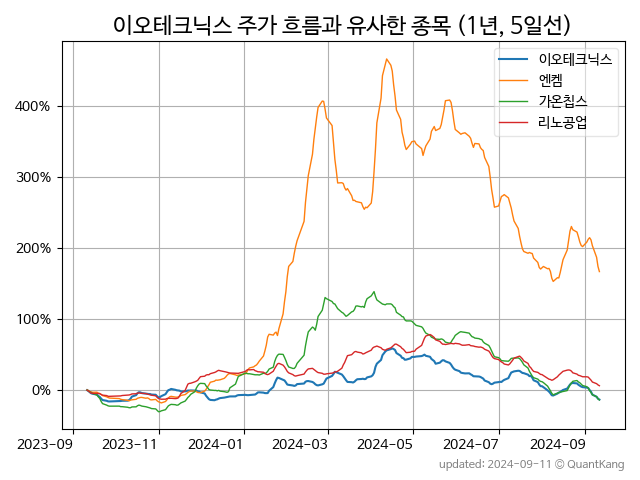 이오테크닉스 주가 흐름과 유사한 종목 (1년, 5일선)
이오테크닉스
엔켐
가온칩스
리노공업
400%
300%
200%
100%
0%
2023-09
2023-11
2024-01
2024-03
2024-05
2024-07
2024-09
updated: 2024-09-11 © QuantKang